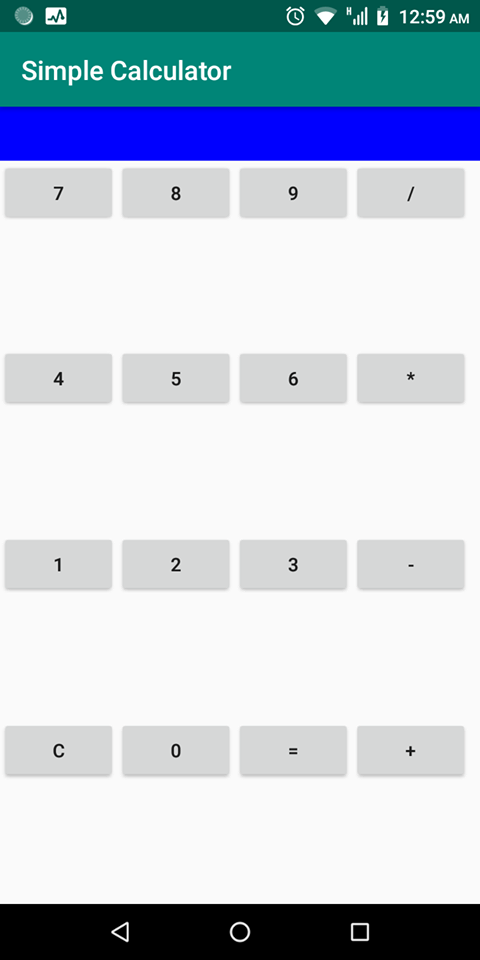 H 12:59 AM
Simple Calculator
7 8 9 /
4 5 6 *
1 2 3 -
C 0 = +